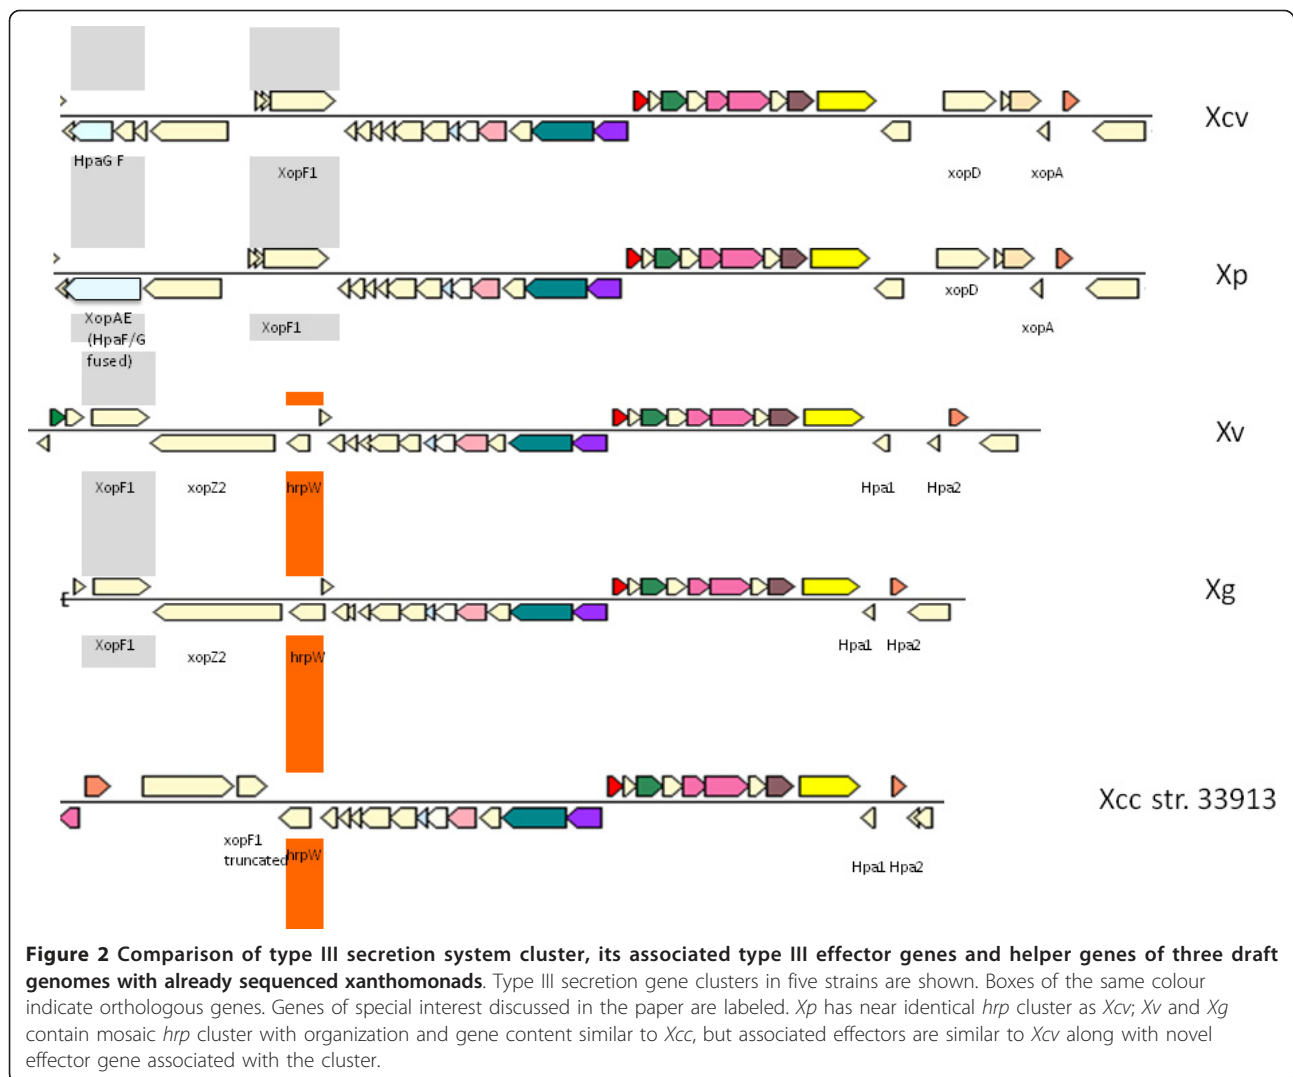 Xcv
HpaG F
XopF1
xopD
xopA
Xp
XopAE
(HpaF/G
fused)
XopF1
xopD
xopA
Xv
XopF1
xopZ2
hrpW
Hpa1
Hpa2
Xg
E
XopF1
xopZ2
hrpW
Hpa1
Hpa2
Xcc str. 33913
xopF1
truncated
hrpW
Hpa1
Hpa2
Figure 2 Comparison of type III secretion system cluster, its associated type III effector genes and helper genes of three draft
genomes with already sequenced xanthomonads. Type III secretion gene clusters in five strains are shown. Boxes of the same colour
indicate orthologous genes. Genes of special interest discussed in the paper are labeled. Xp has near identical hrp cluster as Xcv; Xv and Xg
contain mosaic hrp cluster with organization and gene content similar to Xcc, but associated effectors are similar to Xcv along with novel
effector gene associated with the cluster.